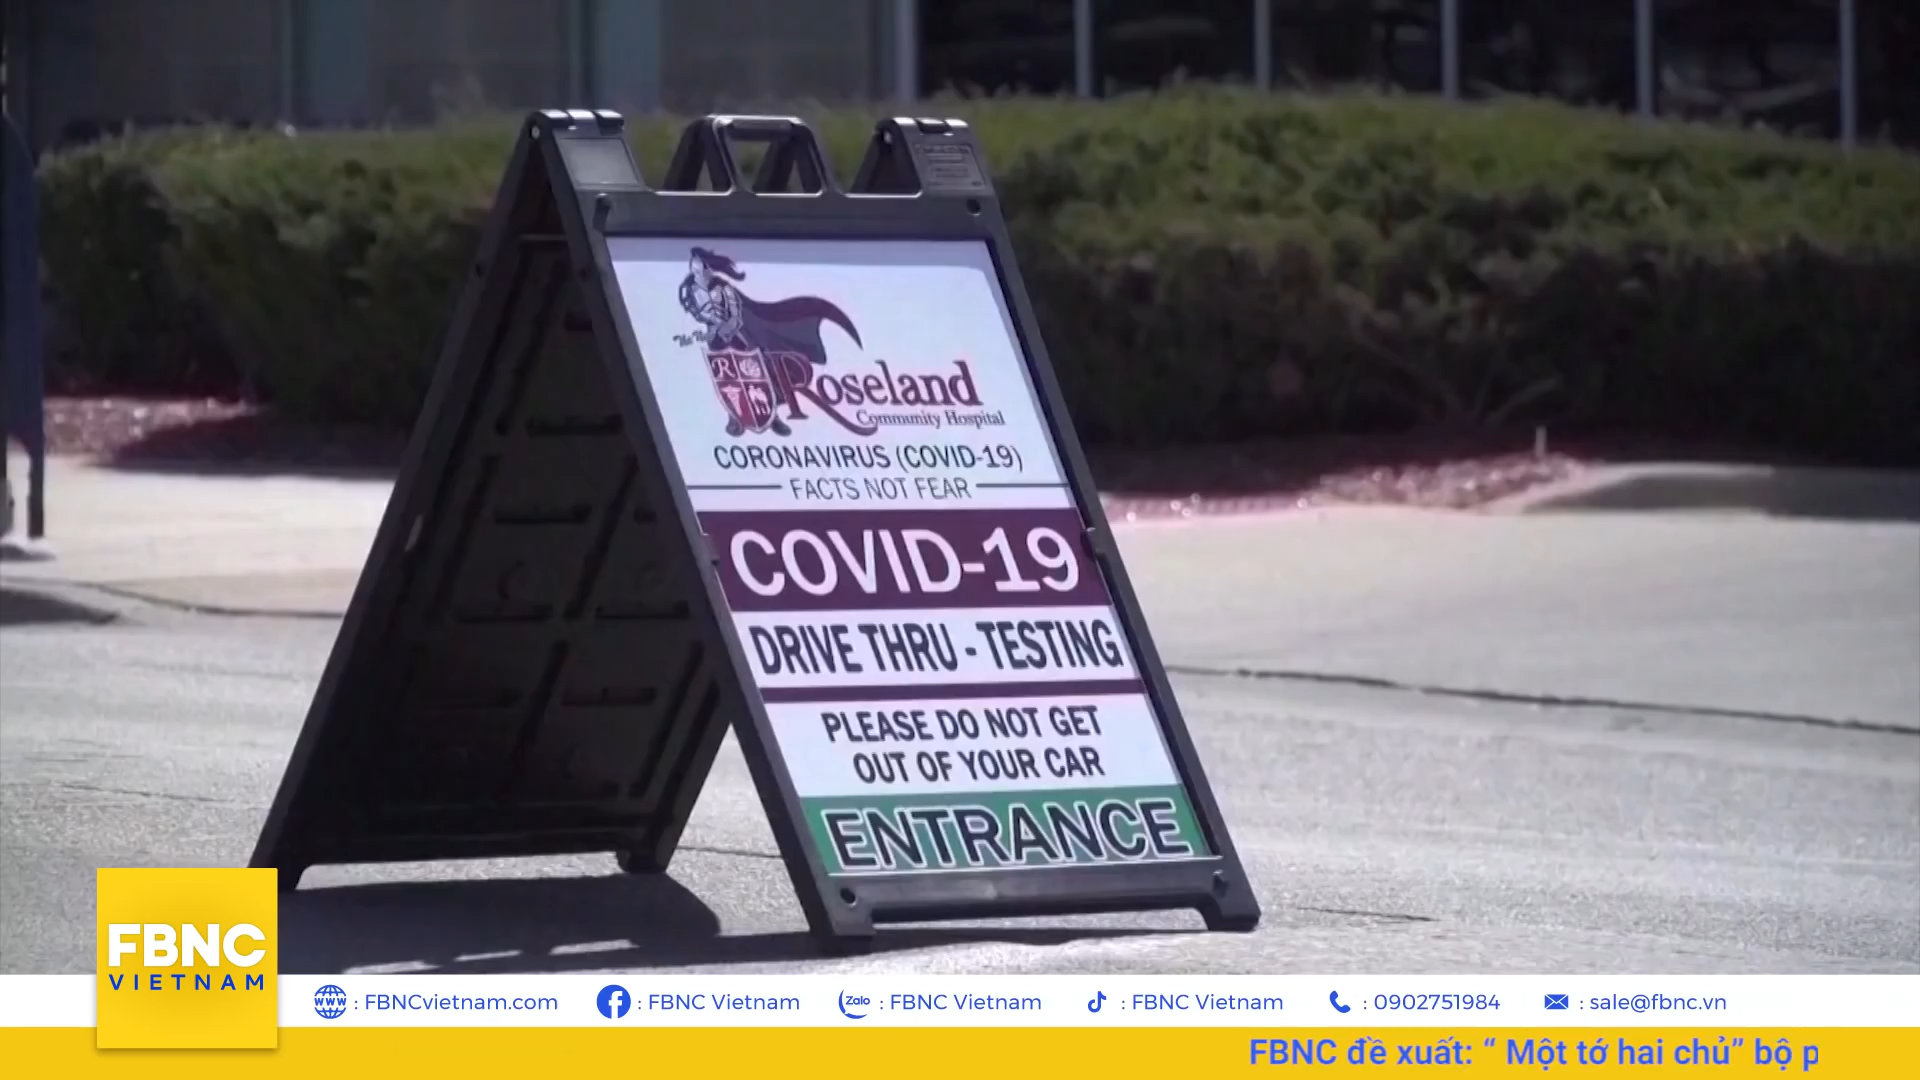 Roseland
Community Hospital
CORONAVIRUS (COVID-19)
FACTS NOT FEAR
COVID-19
DRIVE THRU - TESTING
PLEASE DO NOT GET
OUT OF YOUR CAR
ENTRANCE
FBNC
VIETNAM
www : FBNCvietnam.com
: FBNC Vietnam
Zalo : FBNC Vietnam
: FBNC Vietnam
: 0902751984
: sale@fbnc.vn
FBNC đề xuất: “ Một tớ hai chủ” bộ p